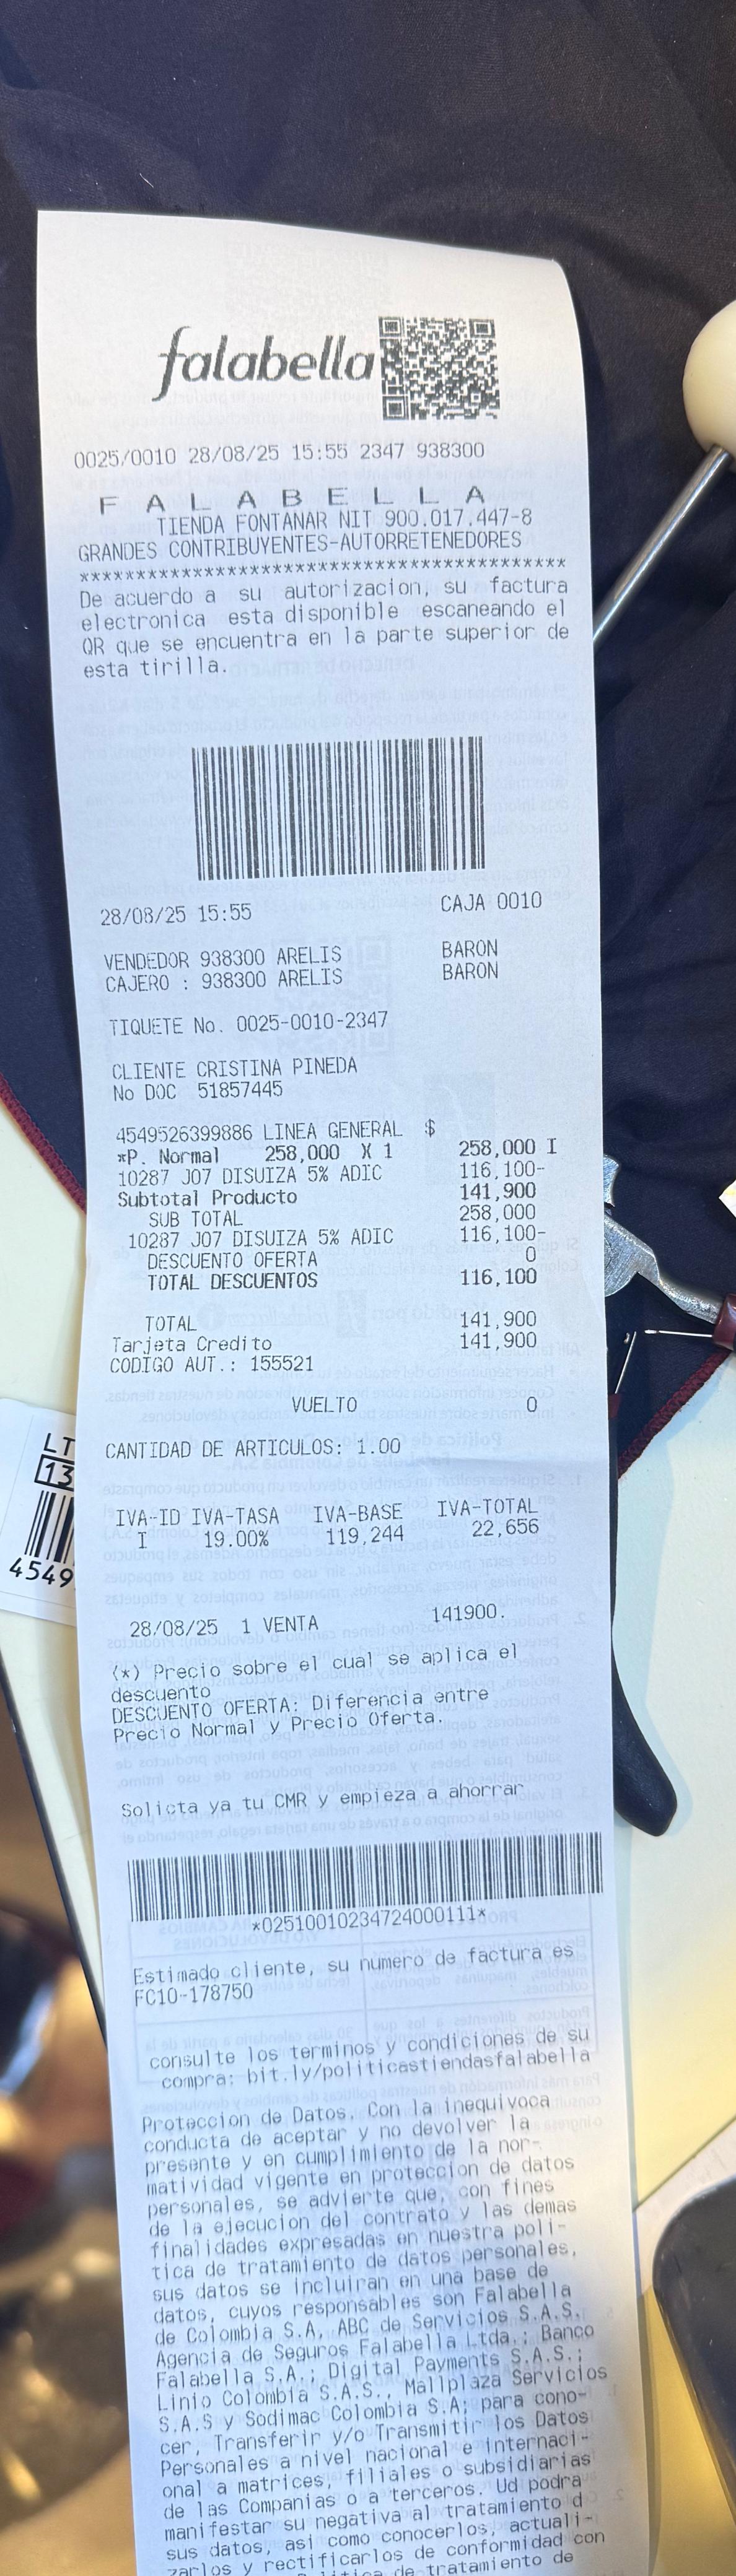 falabella
0025/0010 28/08/25 15:55 2347 938300
F A L A B E L L A
TIENDA FONTANAR NIT 900.017.447-8
GRANDES CONTRIBUYENTES-AUTORRETENEDORES
*******************************************
De acuerdo a su autorizacion, su factura
electronica esta disponible escaneando el
QR que se encuentra en la parte superior de
esta tirilla.
28/08/25 15:55 CAJA 0010
VENDEDOR 938300 ARELIS BARON
CAJERO : 938300 ARELIS BARON
TIQUETE No. 0025-0010-2347
CLIENTE CRISTINA PINEDA
No DOC 51857445
4549526399886 LINEA GENERAL $
*P. Normal 258,000 X 1 258,000 I
10287 J07 DISUIZA 5% ADIC 116,100-
Subtotal Producto 141,900
SUB TOTAL 258,000
10287 J07 DISUIZA 5% ADIC 116,100-
DESCUENTO OFERTA 0
TOTAL DESCUENTOS 116,100
TOTAL 141,900
Tarjeta Credito 141,900
CODIGO AUT.: 155521
VUELTO 0
CANTIDAD DE ARTICULOS: 1.00
LT
13
4549
IVA-ID IVA-TASA IVA-BASE IVA-TOTAL
I 19.00% 119,244 22,656
28/08/25 1 VENTA 141900.
(*) Precio sobre el cual se aplica el
descuento
DESCUENTO OFERTA: Diferencia entre
Precio Normal y Precio Oferta.
Solicta ya tu CMR y empieza a ahorrar
*02510010234724000111*
Estimado cliente, su numero de factura es
FC10-178750
consulte los terminos y condiciones de su
compra: bit.ly/politicastiendasfalabella
Proteccion de Datos. Con la inequivoca
conducta de aceptar y no devolver la
presente y en cumplimiento de la nor-
matividad vigente en proteccion de datos
personales, se advierte que, con fines
de la ejecucion del contrato y las demas
finalidades expresadas en nuestra poli-
tica de tratamiento de datos personales,
sus datos se incluiran en una base de
datos, cuyos responsables son Falabella
de Colombia S.A, ABC de Servicios S.A.S.
Agencia de Seguros Falabella Ltda.; Banco
Falabella S.A.; Digital Payments S.A.S.;
Linio Colombia S.A.S., Mallplaza Servicios
S.A.S y Sodimac Colombia S.A; para cono-
cer, Transferir y/o Transmitir los Datos
Personales a nivel nacional e internaci-
onal a matrices, filiales o subsidiarias
de las Companias o a terceros. Ud podra
manifestar su negativa al tratamiento d
sus datos, asi como conocerlos, actuali-
zarlos y rectificarlos de conformidad con
de tratamiento de